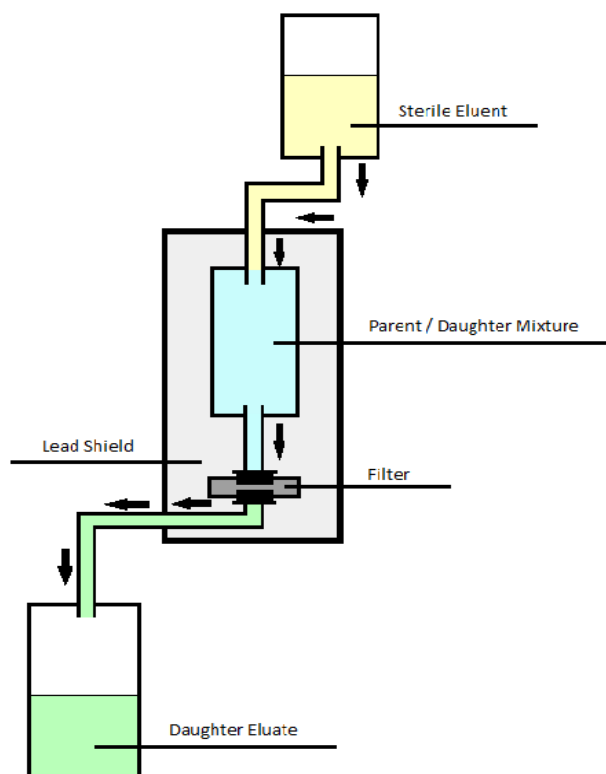 Sterile Eluent
Parent / Daughter Mixture
Lead Shield
Filter
Daughter Eluate